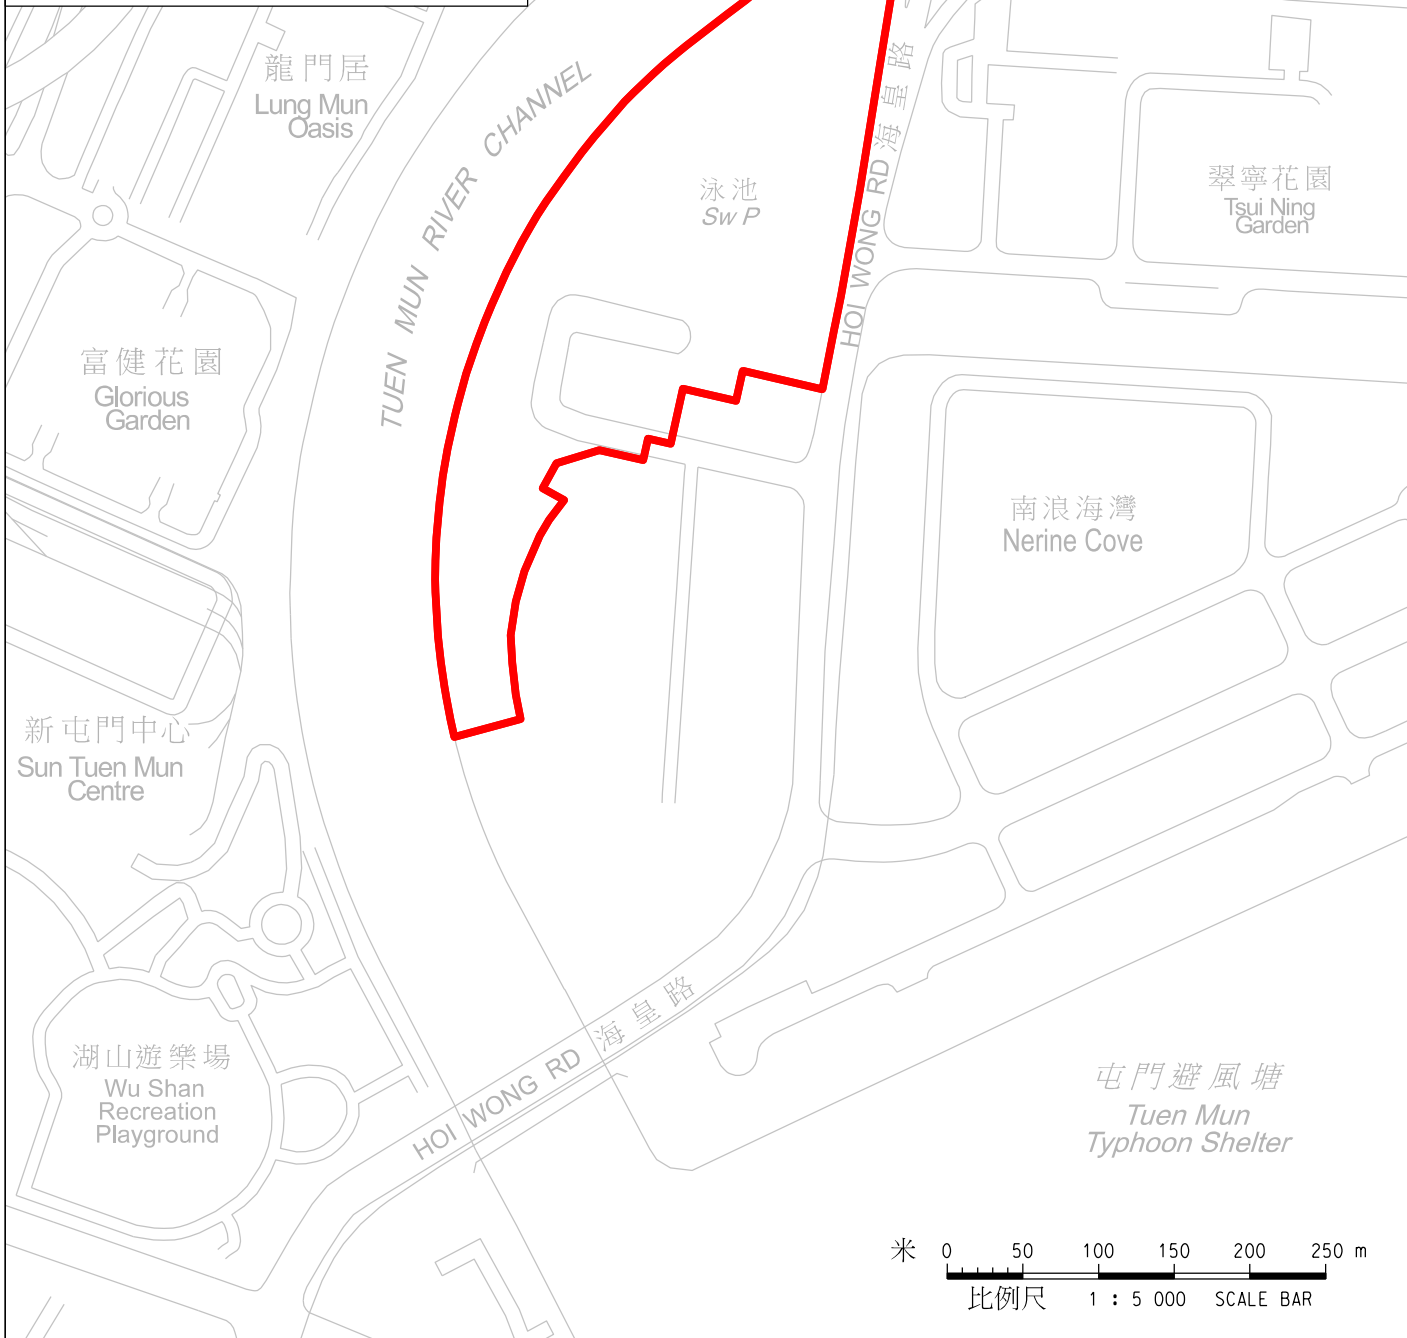 龍門居
Lung Mun
Oasis
TUEN MUN RIVER CHANNEL
泳池
Sw P
HOI WONG RD 海皇路
翠寧花園
Tsui Ning
Garden
富健花園
Glorious
Garden
南浪海灣
Nerine Cove
新屯門中心
Sun Tuen Mun
Centre
湖山遊樂場
Wu Shan
Recreation
Playground
HOI WONG RD 海皇路
屯門避風塘
Tuen Mun
Typhoon Shelter
米 0 50 100 150 200 250 m
比例尺 1 : 5 000 SCALE BAR